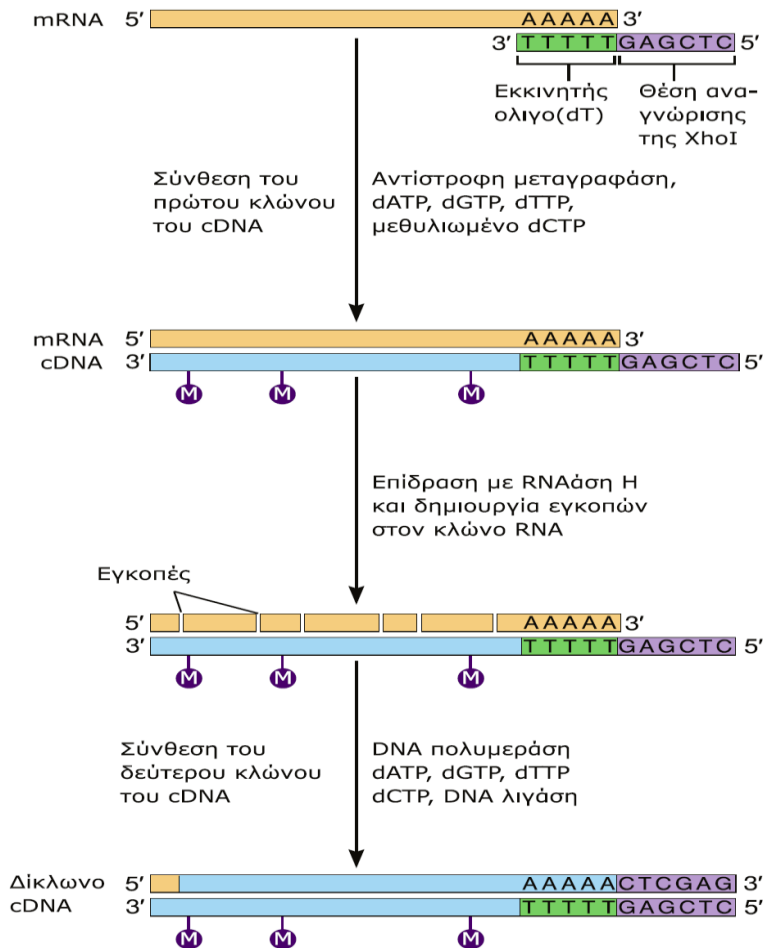 mRNA 5′ AAAAA 3′
3′ TTTTT GAGCTC 5′
Εκκινητής
ολιγο(dT)
Θέση ανα-
γνώρισης
της XhoI
Σύνθεση του
πρώτου κλώνου
του cDNA
Αντίστροφη μεταγραφάση,
dATP, dGTP, dTTP,
μεθυλιωμένο dCTP
mRNA 5′ AAAAA 3′
cDNA 3′ TTTTT GAGCTC 5′
M M M
Επίδραση με RNAάση H
και δημιουργία εγκοπών
στον κλώνο RNA
Εγκοπές
5′ AAAAA 3′
3′ TTTTT GAGCTC 5′
M M M
Σύνθεση του
δεύτερου κλώνου
του cDNA
DNA πολυμεράση
dATP, dGTP, dTTP
dCTP, DNA λιγάση
Δίκλωνο 5′ AAAAA CTCGAG 3′
cDNA 3′ TTTTT GAGCTC 5′
M M M